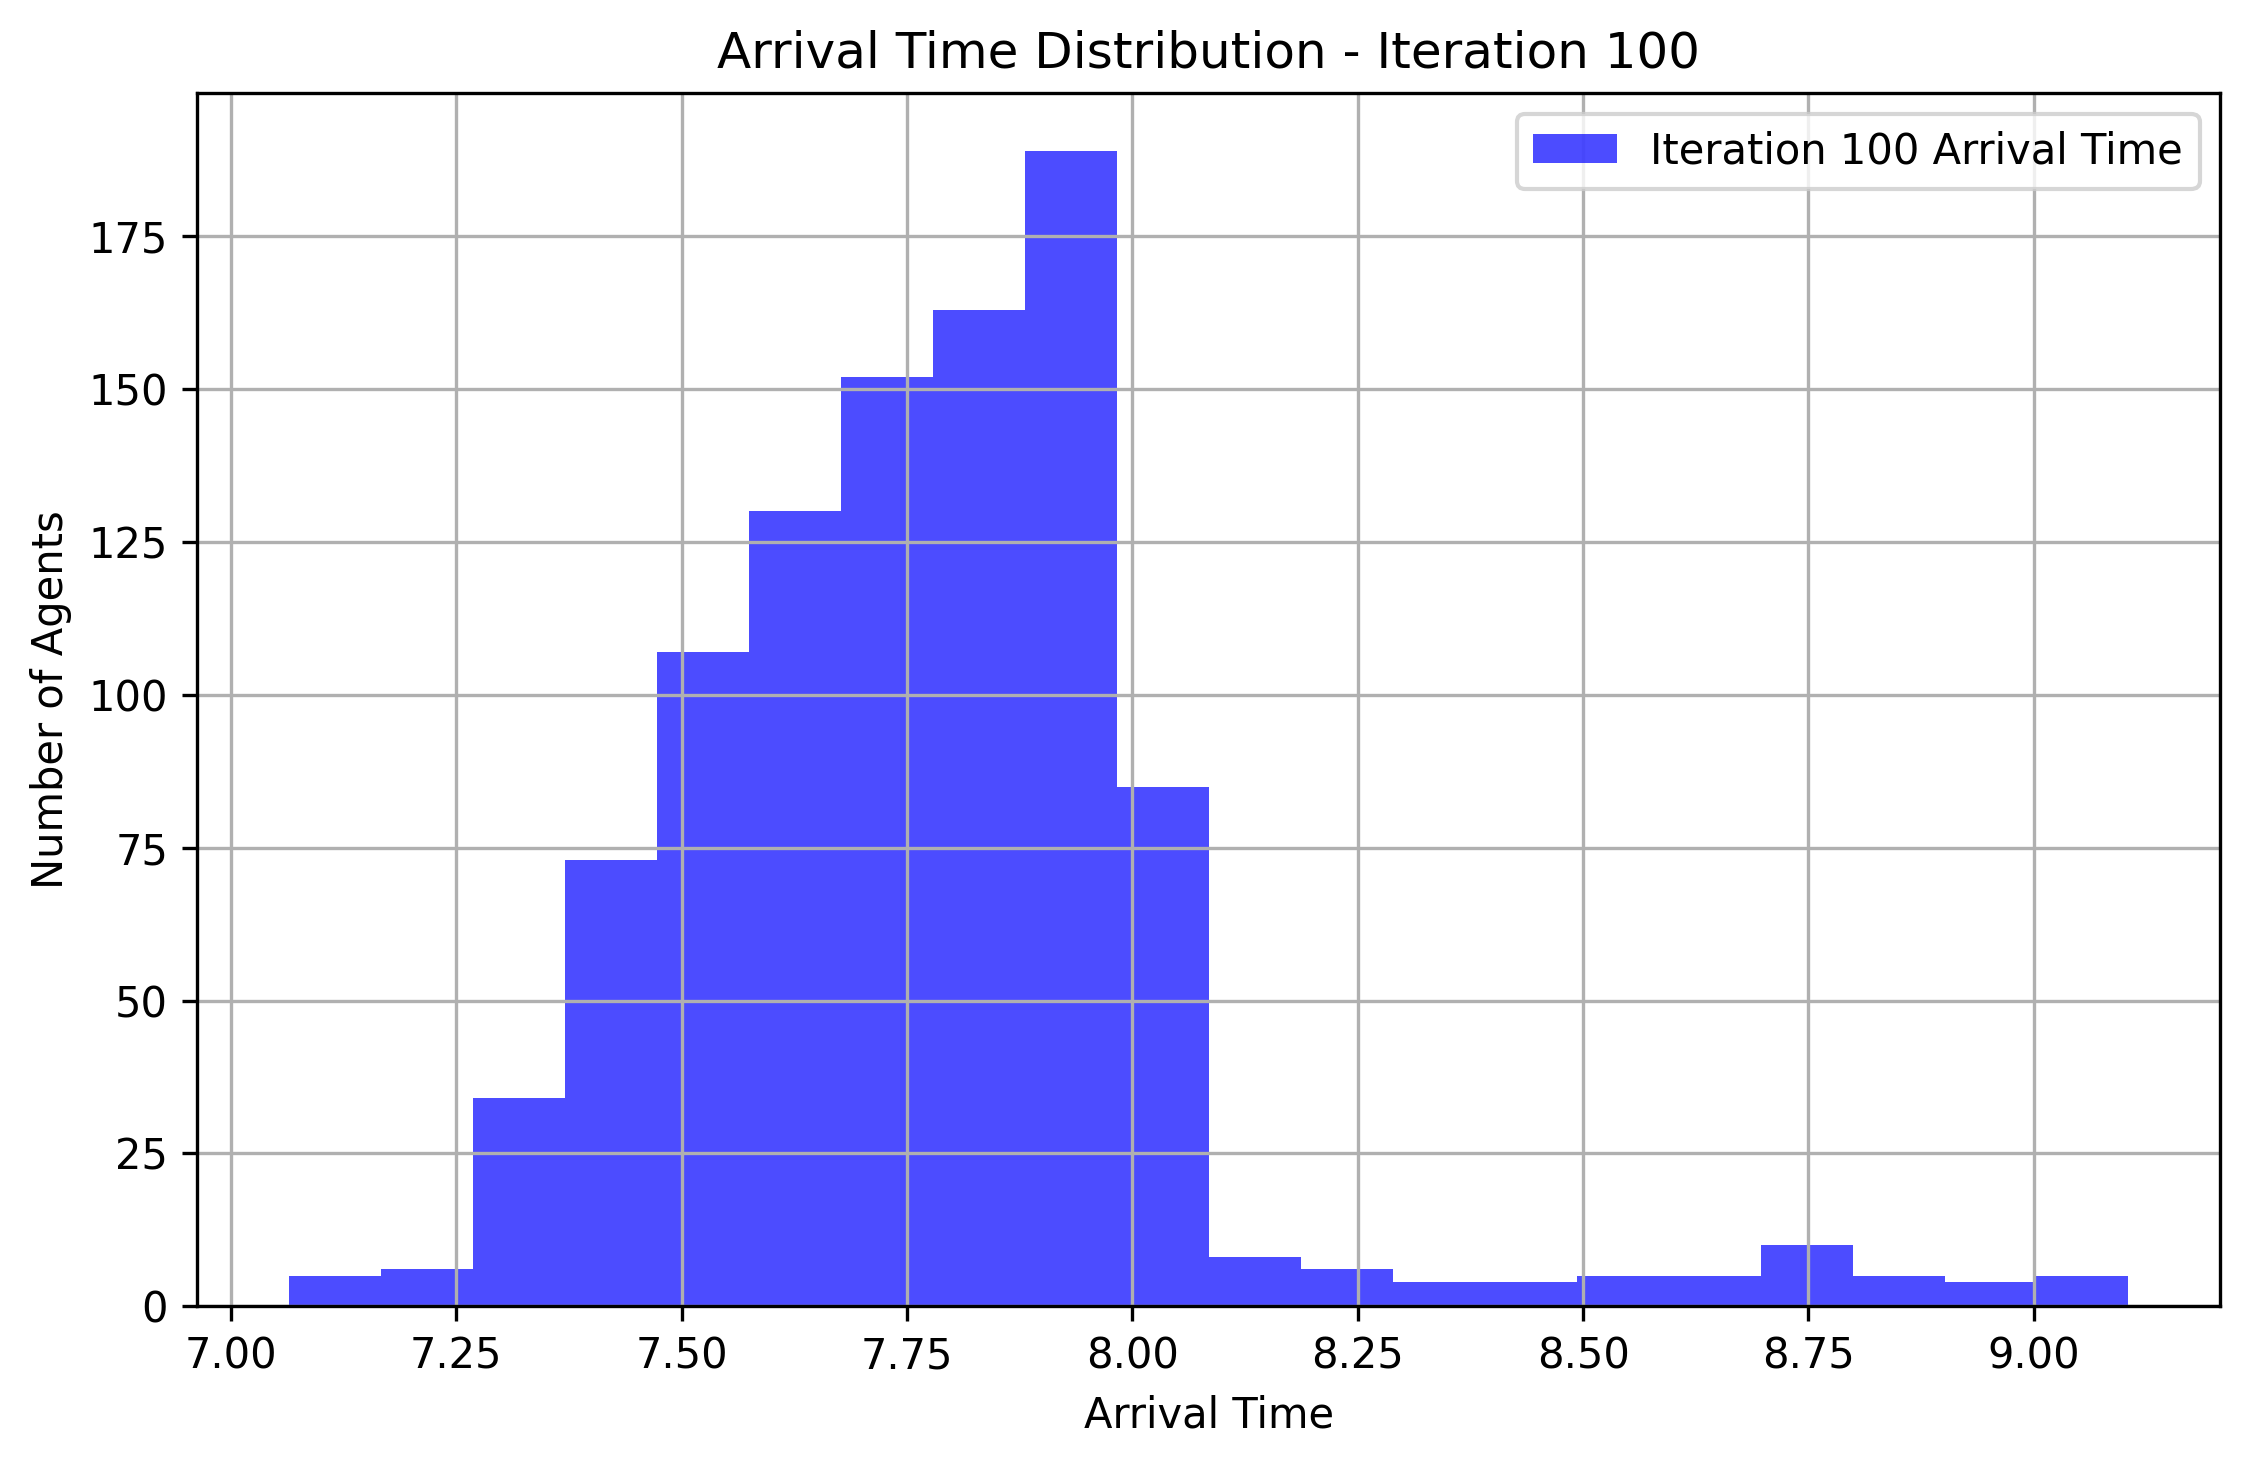 Arrival Time Distribution - Iteration 100
Iteration 100 Arrival Time
Number of Agents
175
150
125
100
75
50
25
0
7.00 7.25 7.50 7.75 8.00 8.25 8.50 8.75 9.00
Arrival Time